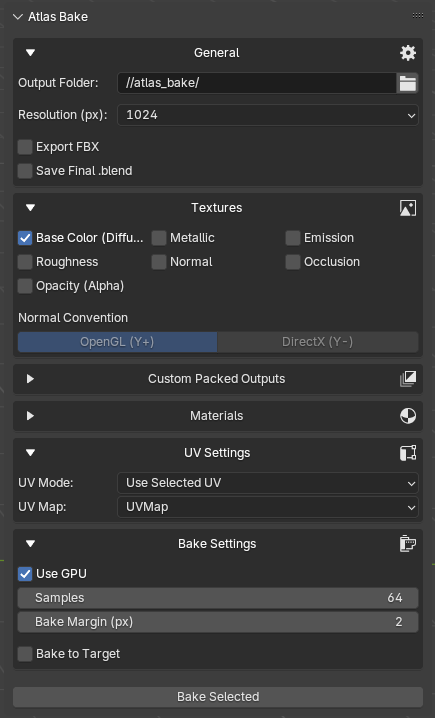 Atlas Bake
General
Output Folder: //atlas_bake/
Resolution (px): 1024
Export FBX
Save Final .blend
Textures
Base Color (Diffu... Metallic Emission
Roughness Normal Occlusion
Opacity (Alpha)
Normal Convention
OpenGL (Y+) DirectX (Y-)
Custom Packed Outputs
Materials
UV Settings
UV Mode: Use Selected UV
UV Map: UVMap
Bake Settings
Use GPU
Samples 64
Bake Margin (px) 2
Bake to Target
Bake Selected